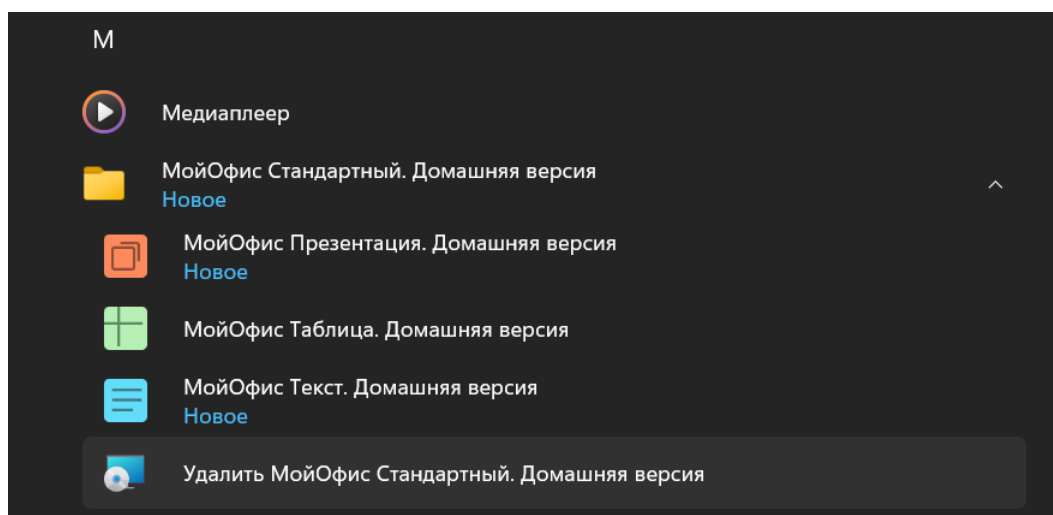 М
Медиаплеер
МойОфис Стандартный. Домашняя версия
Новое
МойОфис Презентация. Домашняя версия
Новое
МойОфис Таблица. Домашняя версия
МойОфис Текст. Домашняя версия
Новое
Удалить МойОфис Стандартный. Домашняя версия